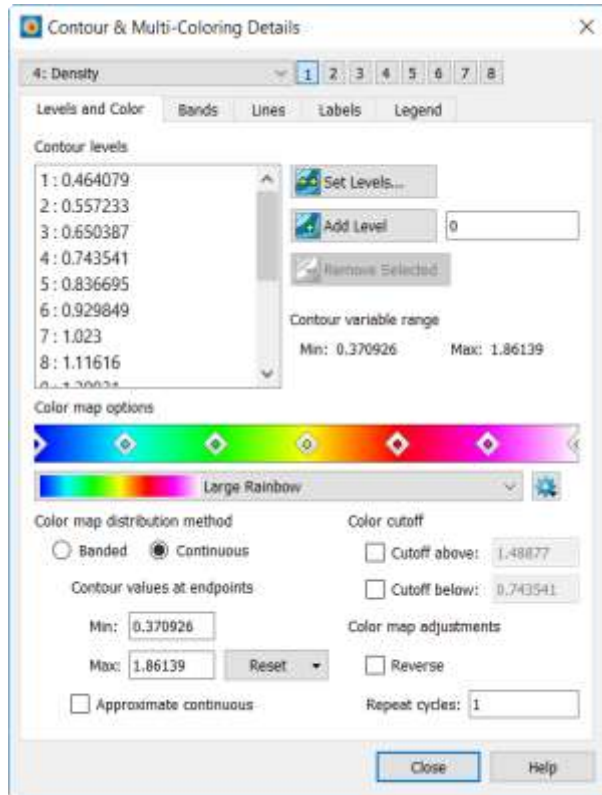 Contour & Multi-Coloring Details
4: Density 1 2 3 4 5 6 7 8
Levels and Color Bands Lines Labels Legend
Contour levels
1 : 0.464079
2 : 0.557233
3 : 0.650387
4 : 0.743541
5 : 0.836695
6 : 0.929849
7 : 1.023
8 : 1.11616
Set Levels...
Add Level 0
Remove Selected
Contour variable range
Min: 0.370926 Max: 1.86139
Color map options
Large Rainbow
Color map distribution method
Banded Continuous
Contour values at endpoints
Min: 0.370926
Max: 1.86139 Reset
Approximate continuous
Color cutoff
Cutoff above: 1.48877
Cutoff below: 0.743541
Color map adjustments
Reverse
Repeat cycles: 1
Close Help